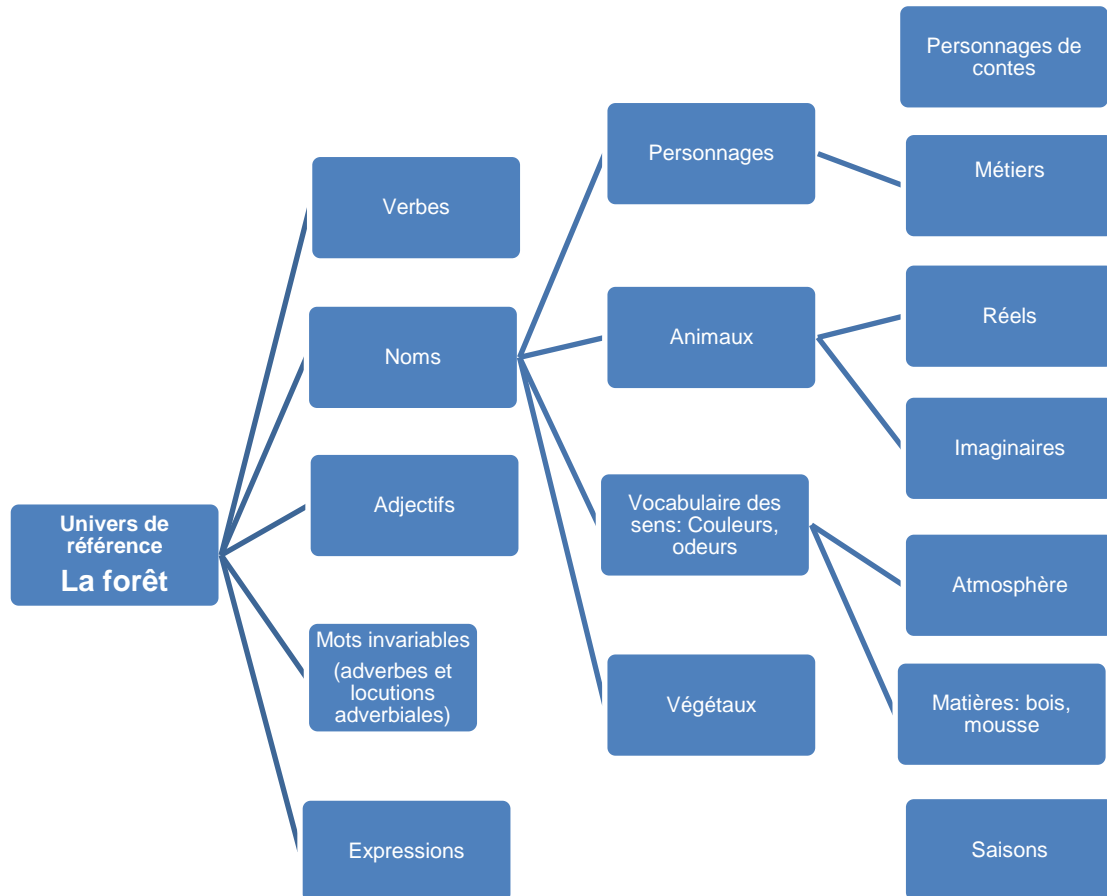 Univers de
référence
La forêt
Verbes
Noms
Adjectifs
Mots invariables
(adverbes et
locutions
adverbiales)
Expressions
Personnages
Animaux
Vocabulaire des
sens: Couleurs,
odeurs
Végétaux
Personnages de
contes
Métiers
Réels
Imaginaires
Atmosphère
Matières: bois,
mousse
Saisons